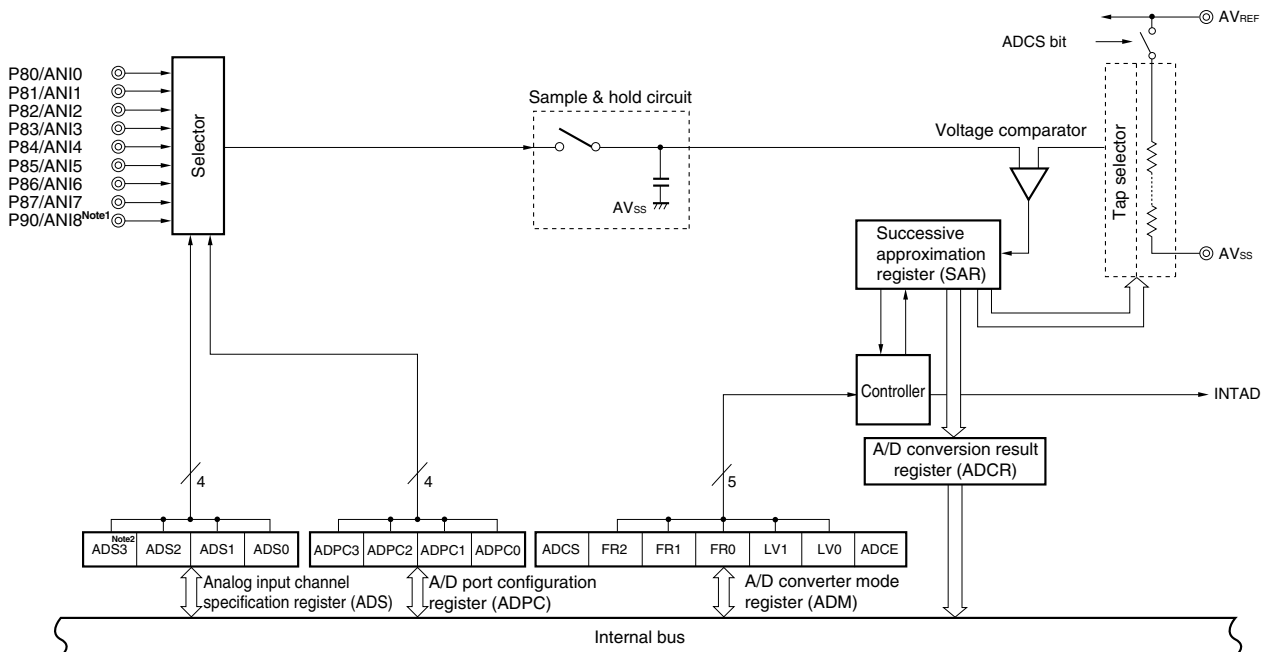 AVREF
ADCS bit
P80/ANI0
P81/ANI1
P82/ANI2
P83/ANI3
P84/ANI4
P85/ANI5
P86/ANI6
P87/ANI7
P90/ANI8Note1
Selector
Sample & hold circuit
AVSS
Voltage comparator
Tap selector
AVSS
Successive
approximation
register (SAR)
Controller
INTAD
A/D conversion result
register (ADCR)
4
4
5
ADS3Note2 ADS2 ADS1 ADS0
ADPC3 ADPC2 ADPC1 ADPC0
ADCS FR2 FR1 FR0 LV1 LV0 ADCE
Analog input channel
specification register (ADS)
A/D port configuration
register (ADPC)
A/D converter mode
register (ADM)
Internal bus